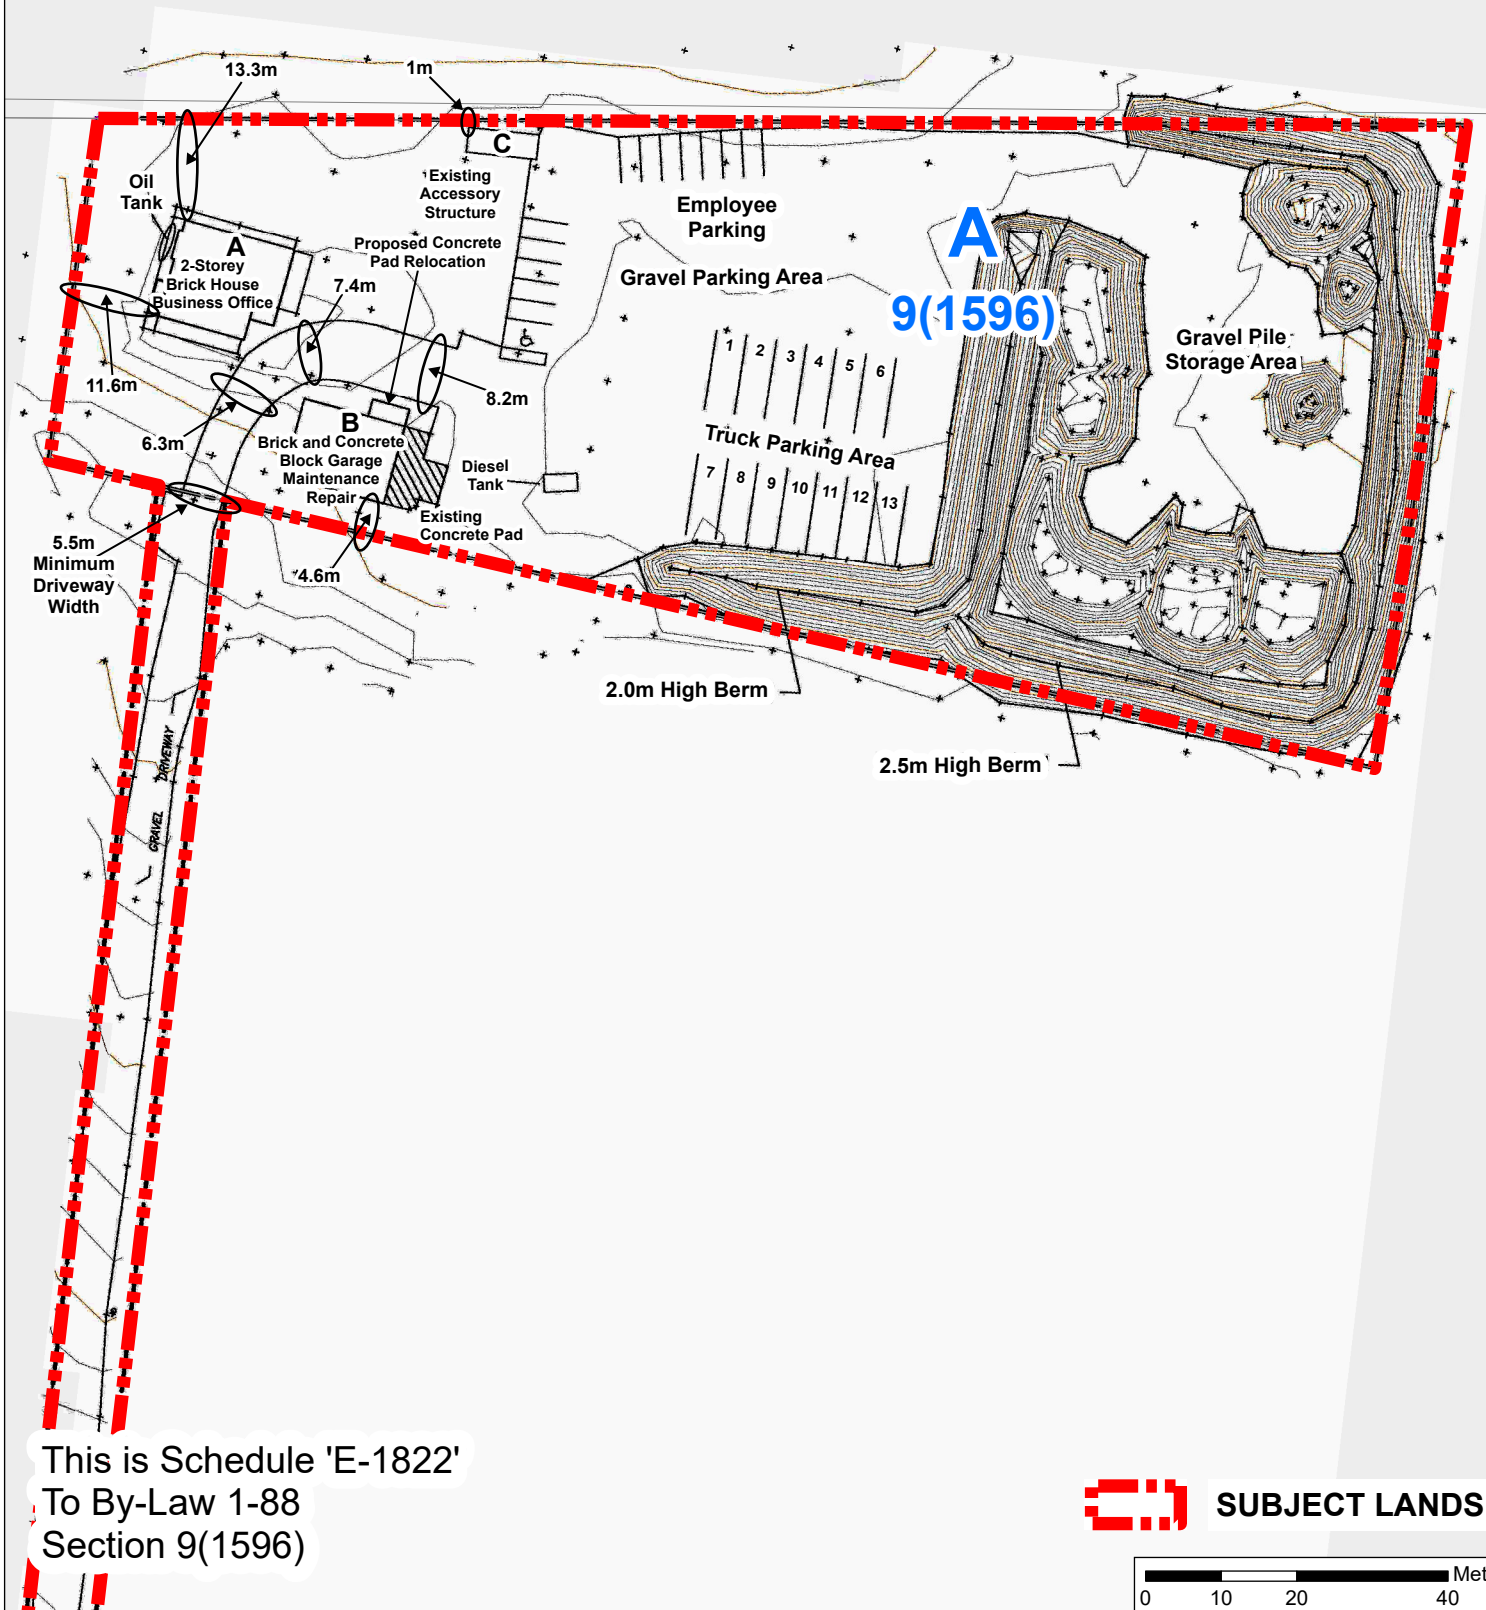 13.3m
1m
C
Oil
Tank
Existing
Accessory
Structure
Employee
Parking
A
2-Storey
Brick House
Business Office
Proposed Concrete
Pad Relocation
7.4m
Gravel Parking Area
A
9(1596)
Gravel Pile
Storage Area
1 2 3 4 5 6
11.6m
8.2m
6.3m
B
Brick and Concrete
Block Garage
Maintenance
Repair
Truck Parking Area
Diesel
Tank
7 8 9 10 11 12 13
Existing
Concrete Pad
5.5m
Minimum
Driveway
Width
4.6m
2.0m High Berm
2.5m High Berm
GRAVEL DRIVEWAY
This is Schedule 'E-1822'
To By-Law 1-88
Section 9(1596)
SUBJECT LANDS
Met
0 10 20 40